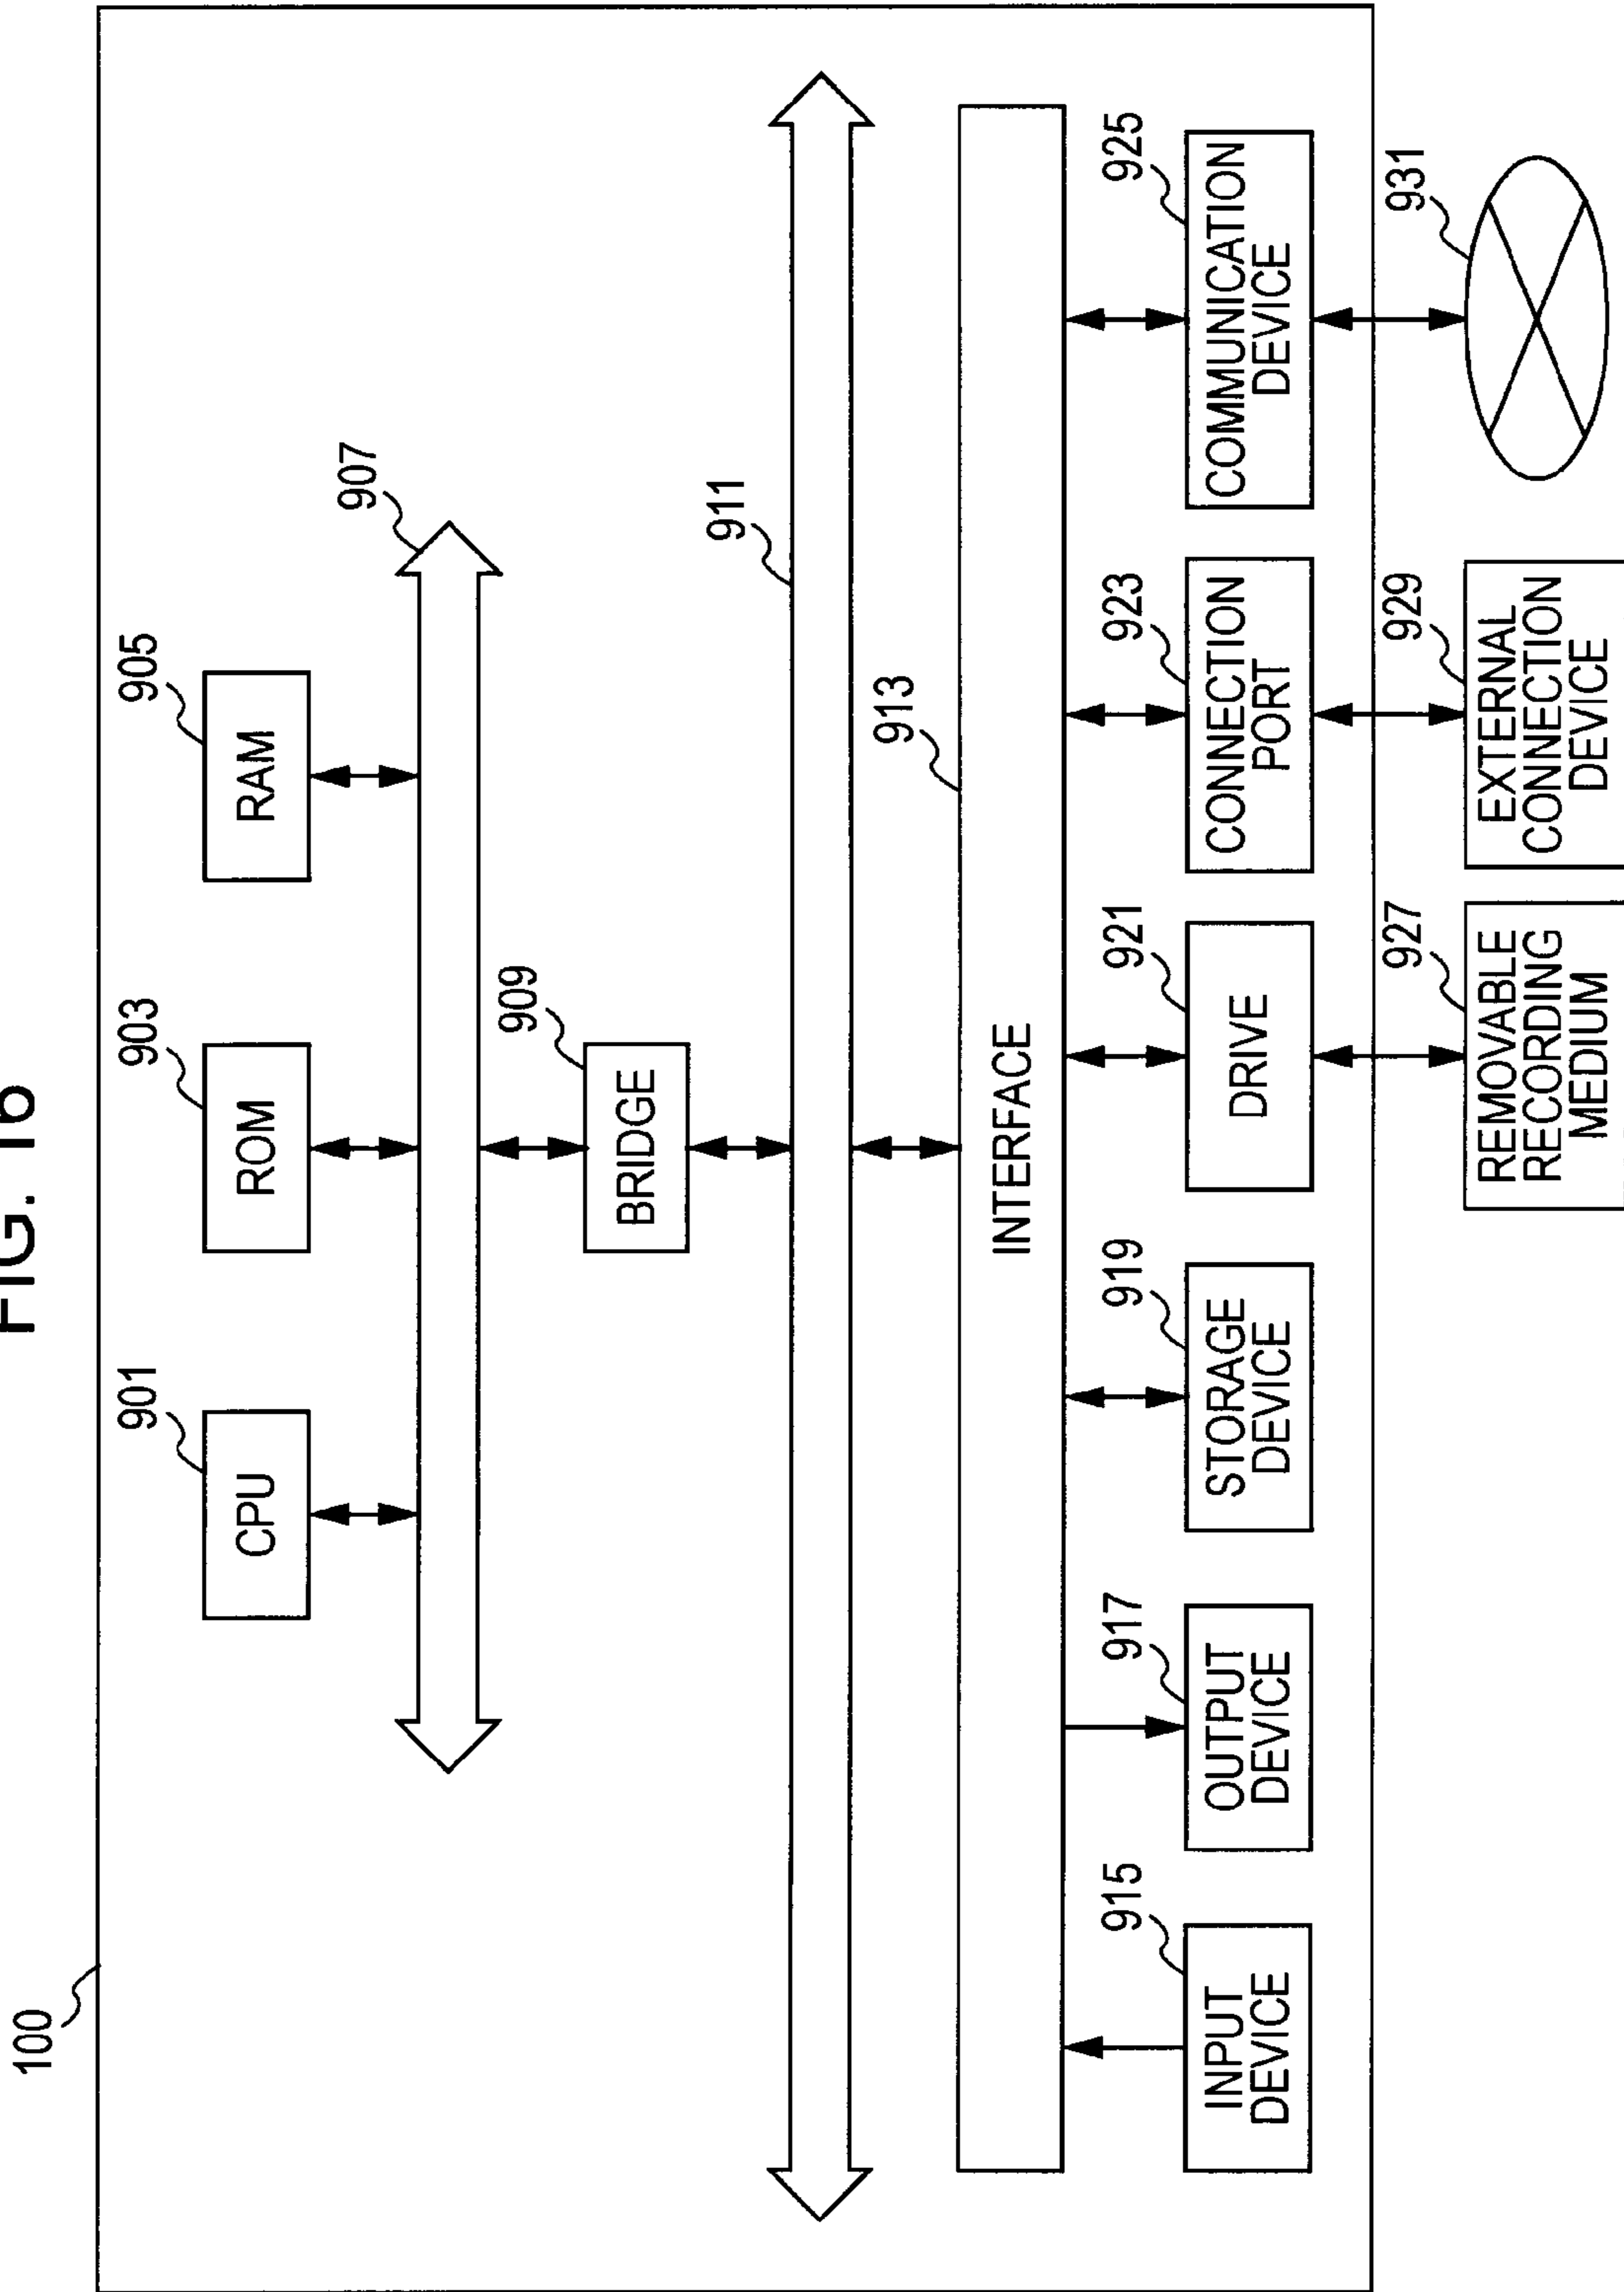 FIG. 16
100
901
903
905
CPU
ROM
RAM
907
909
BRIDGE
911
913
INTERFACE
915
917
919
921
923
925
INPUT
DEVICE
OUTPUT
DEVICE
STORAGE
DEVICE
DRIVE
CONNECTION
PORT
COMMUNICATION
DEVICE
927
929
931
REMOVABLE
RECORDING
MEDIUM
EXTERNAL
CONNECTION
DEVICE